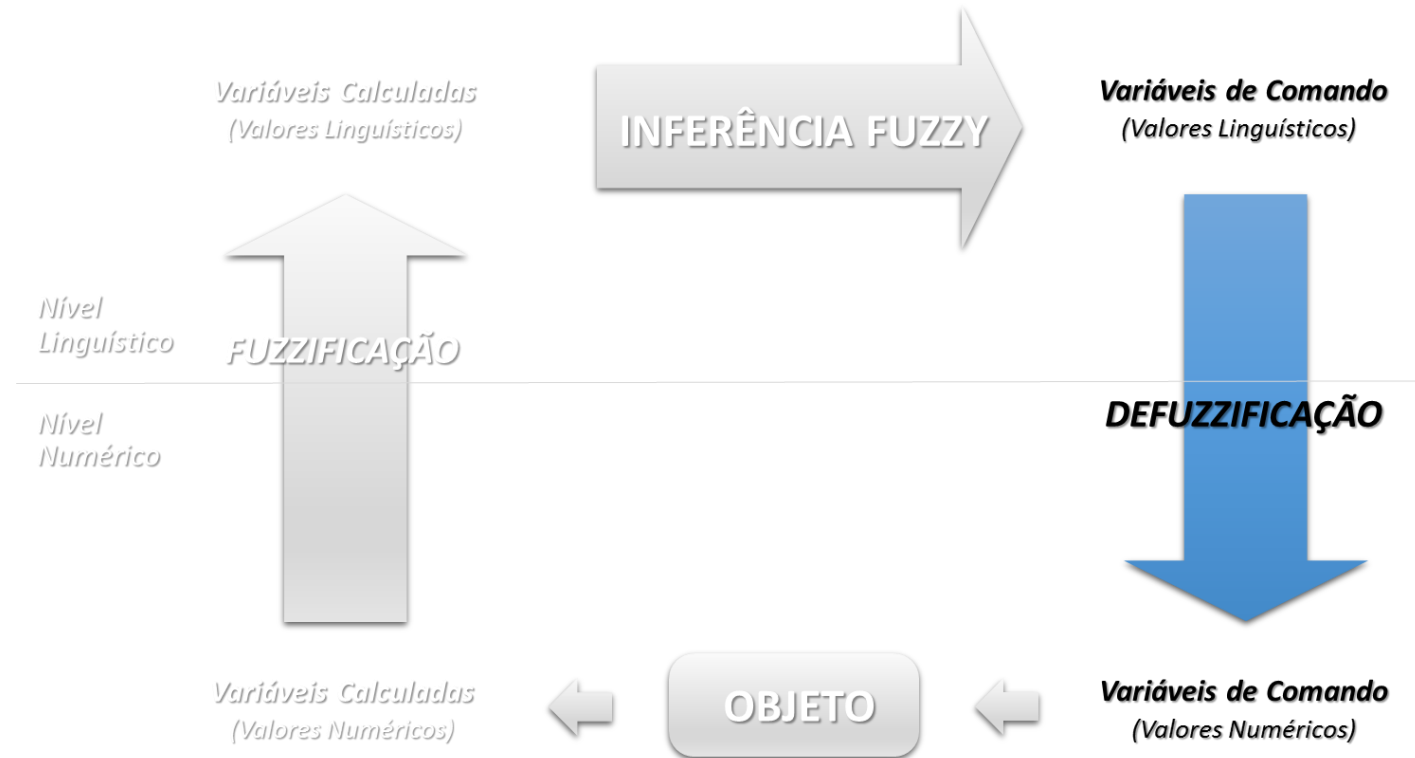 Variáveis Calculadas
(Valores Linguísticos)
INFERÊNCIA FUZZY
Variáveis de Comando
(Valores Linguísticos)
Nível
Linguístico
FUZZIFICAÇÃO
Nível
Numérico
DEFUZZIFICAÇÃO
Variáveis Calculadas
(Valores Numéricos)
OBJETO
Variáveis de Comando
(Valores Numéricos)